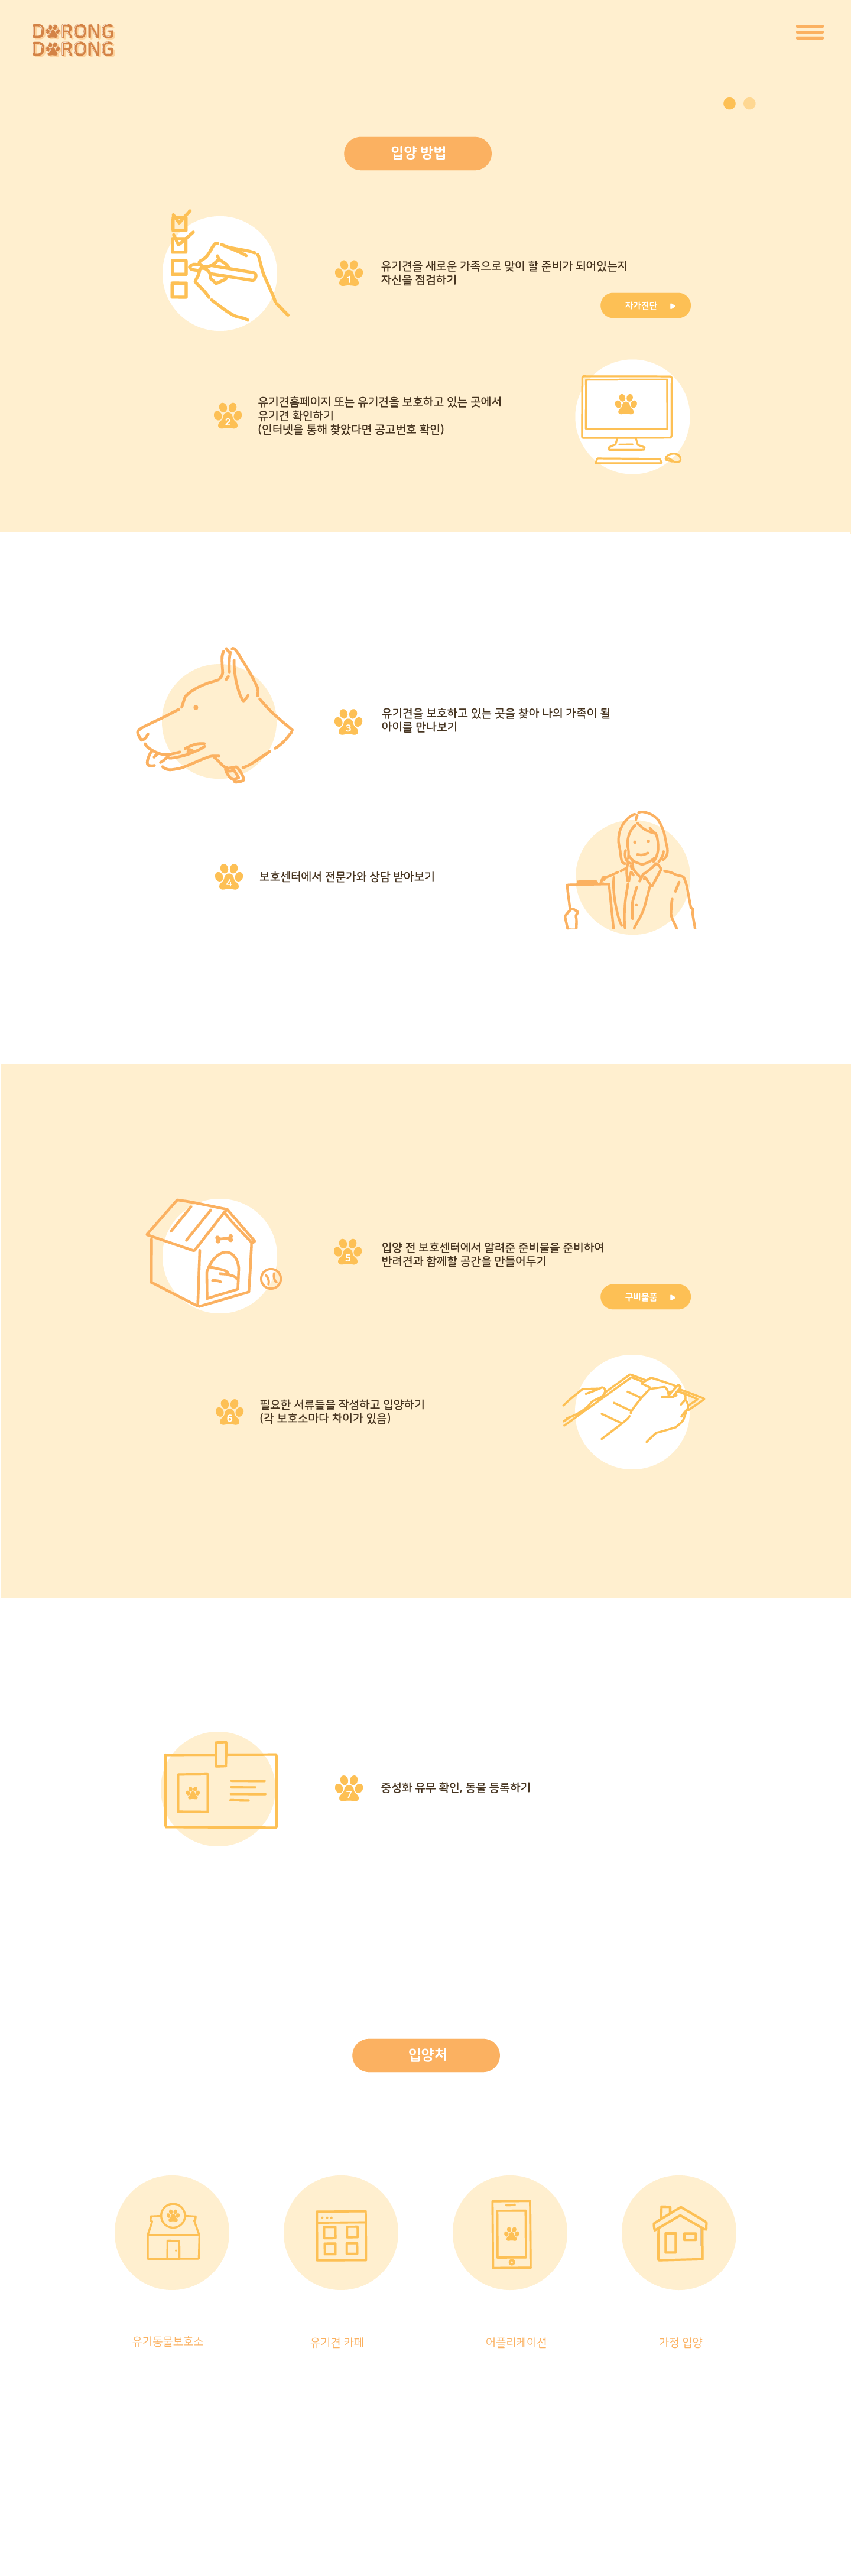 DORONG
DORONG
입양 방법
1
유기견을 새로운 가족으로 맞이 할 준비가 되어있는지
자신을 점검하기
자가진단
2
유기견홈페이지 또는 유기견을 보호하고 있는 곳에서
유기견 확인하기
(인터넷을 통해 찾았다면 공고번호 확인)
3
유기견을 보호하고 있는 곳을 찾아 나의 가족이 될
아이를 만나보기
4
보호센터에서 전문가와 상담 받아보기
5
입양 전 보호센터에서 알려준 준비물을 준비하여
반려견과 함께할 공간을 만들어두기
구비물품
6
필요한 서류들을 작성하고 입양하기
(각 보호소마다 차이가 있음)
7
중성화 유무 확인, 동물 등록하기
입양처
유기동물보호소
유기견 카페
어플리케이션
가정 입양